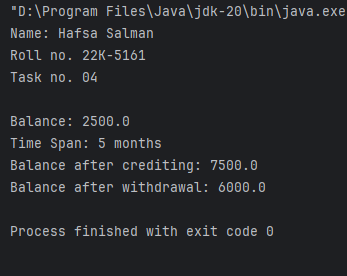 "D:\Program Files\Java\jdk-20\bin\java.exe
Name: Hafsa Salman
Roll no. 22K-5161
Task no. 04
Balance: 2500.0
Time Span: 5 months
Balance after crediting: 7500.0
Balance after withdrawal: 6000.0
Process finished with exit code 0